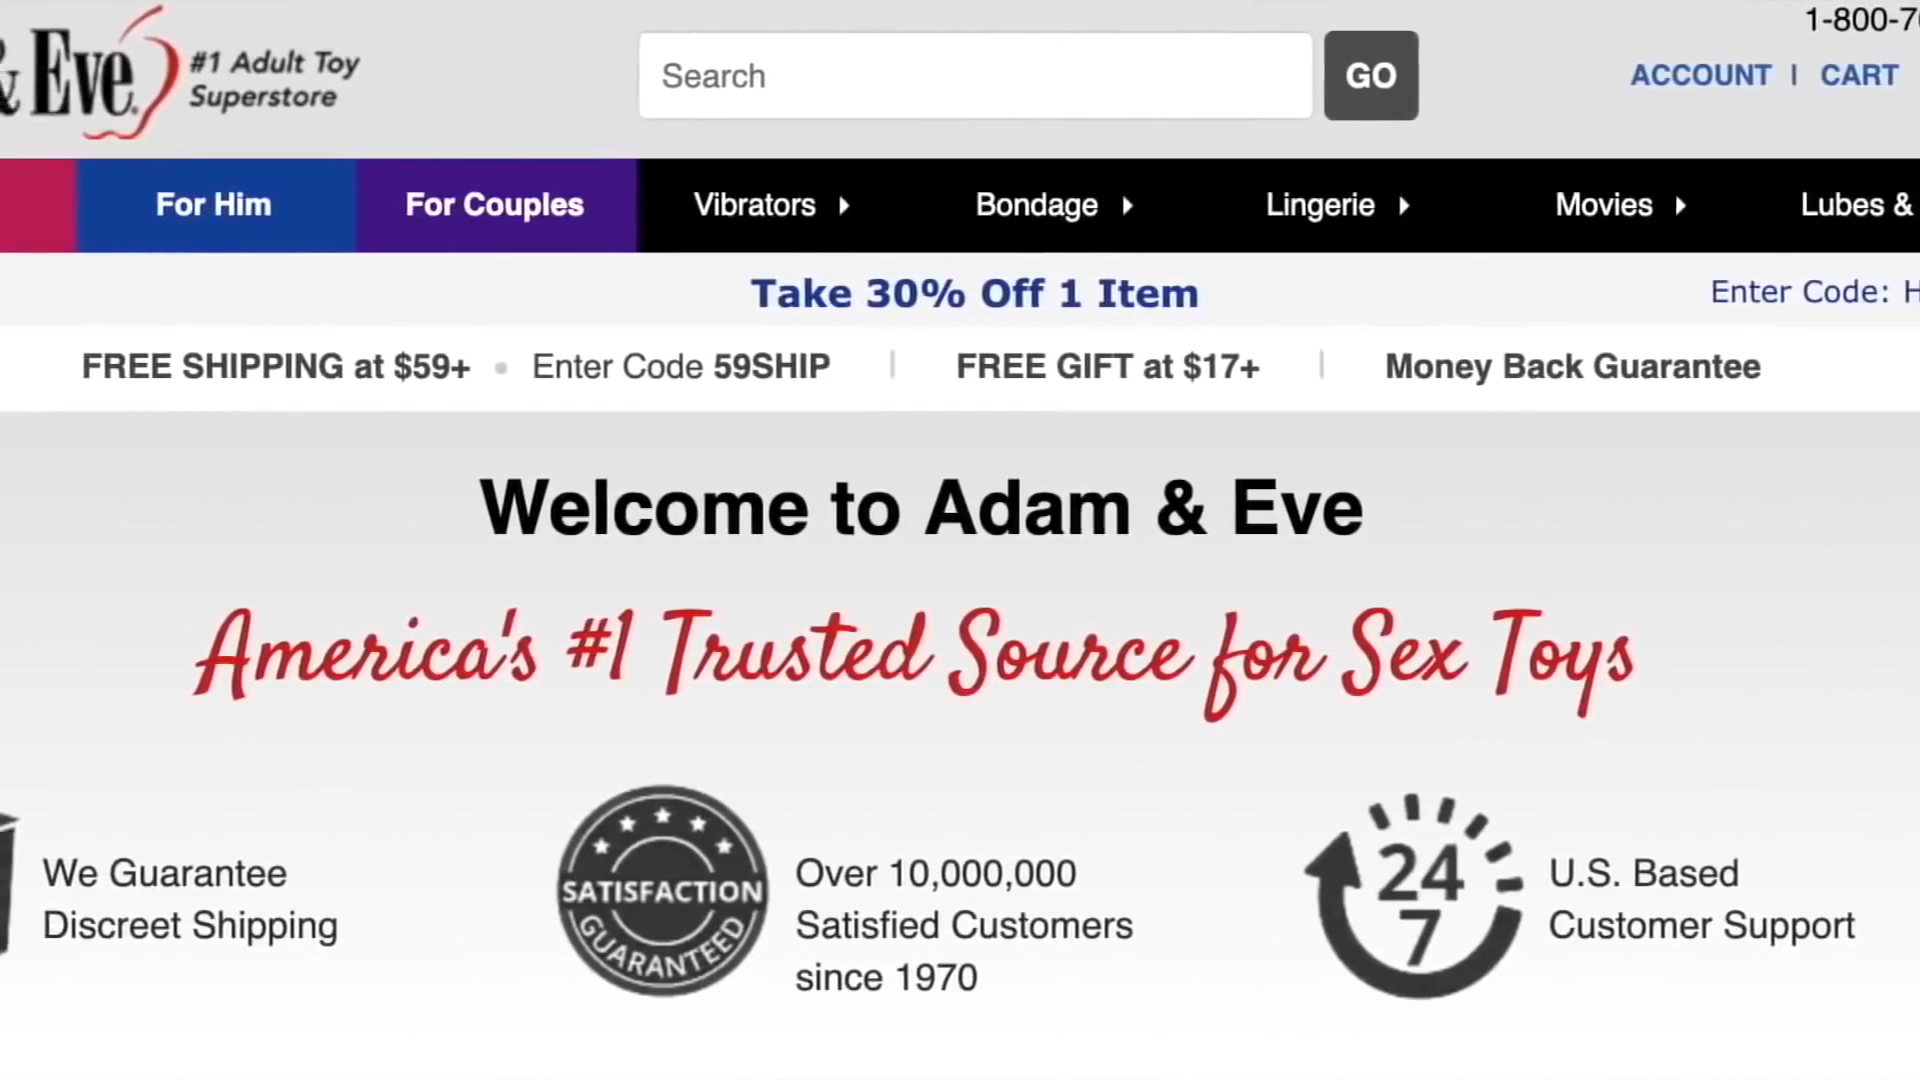 & Eve
#1 Adult Toy
Superstore
Search
GO
1-800-7
ACCOUNT | CART
For Him
For Couples
Vibrators
Bondage
Lingerie
Movies
Lubes &
Take 30% Off 1 Item
Enter Code: H
FREE SHIPPING at $59+ • Enter Code 59SHIP | FREE GIFT at $17+ | Money Back Guarantee
Welcome to Adam & Eve
America's #1 Trusted Source for Sex Toys
We Guarantee
Discreet Shipping
SATISFACTION
GUARANTEED
Over 10,000,000
Satisfied Customers
since 1970
24
7
U.S. Based
Customer Support